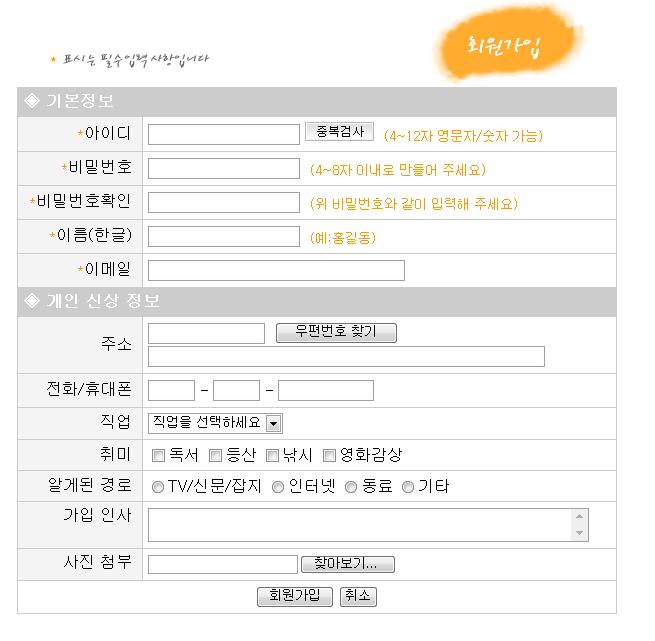 회원가입
* 표시는 필수입력 사항입니다
◈ 기본정보
*아이디 중복검사 (4~12자 영문자/숫자 가능)
*비밀번호 (4~8자 이내로 만들어 주세요)
*비밀번호확인 (위 비밀번호와 같이 입력해 주세요)
*이름(한글) (예:홍길동)
*이메일
◈ 개인 신상 정보
주소 우편번호 찾기
전화/휴대폰 - -
직업 직업을 선택하세요
취미 독서 등산 낚시 영화감상
알게된 경로 TV/신문/잡지 인터넷 동료 기타
가입 인사
사진 첨부 찾아보기...
회원가입 취소